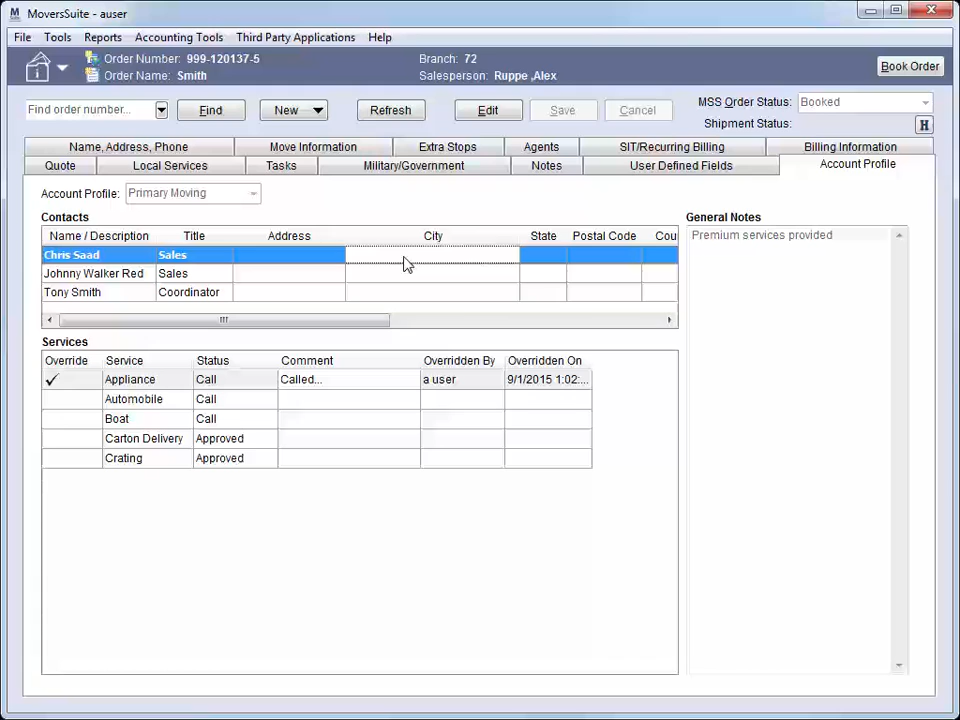 MoversSuite - auser
File Tools Reports Accounting Tools Third Party Applications Help
Order Number: 999-120137-5 Branch: 72
Order Name: Smith Salesperson: Ruppe ,Alex
Book Order
Find order number... Find New Refresh Edit Save Cancel
MSS Order Status: Booked
Shipment Status: H
Name, Address, Phone Move Information Extra Stops Agents SIT/Recurring Billing Billing Information
Quote Local Services Tasks Military/Government Notes User Defined Fields Account Profile
Account Profile: Primary Moving
Contacts General Notes
Name / Description Title Address City State Postal Code Cou
Premium services provided
Chris Saad Sales
Johnny Walker Red Sales
Tony Smith Coordinator
Services
Override Service Status Comment Overridden By Overridden On
Appliance Call Called... a user 9/1/2015 1:02:...
Automobile Call
Boat Call
Carton Delivery Approved
Crating Approved